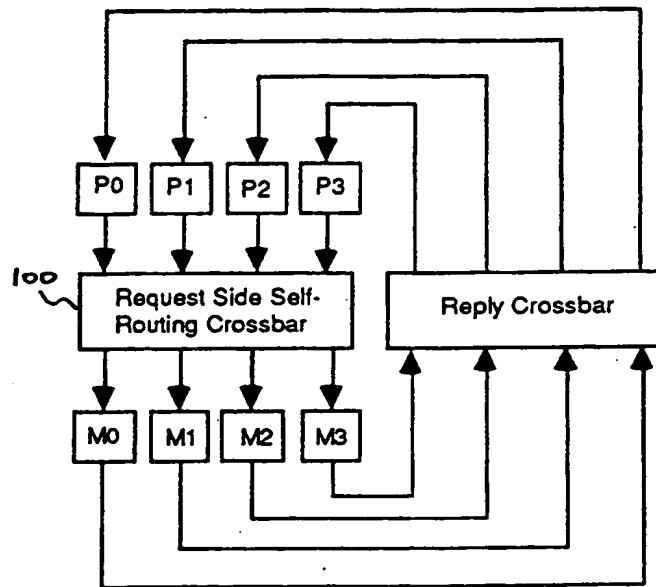 P0 P1 P2 P3
100
Request Side Self-
Routing Crossbar
Reply Crossbar
M0 M1 M2 M3